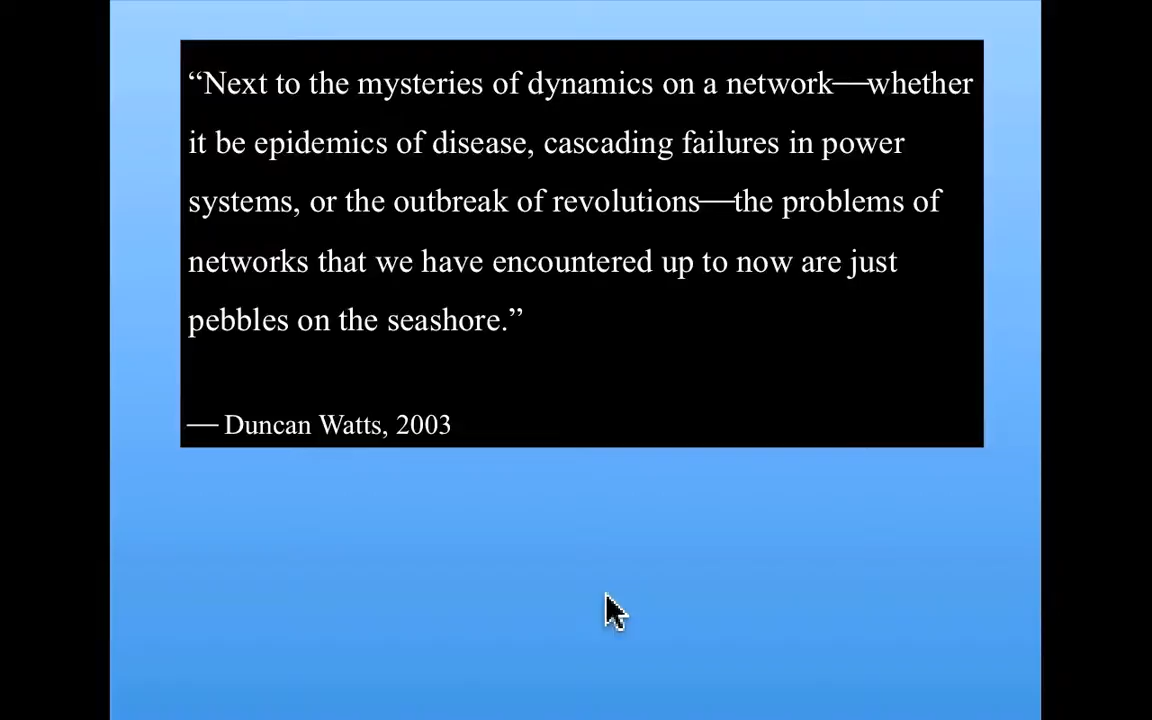 “Next to the mysteries of dynamics on a network—whether
it be epidemics of disease, cascading failures in power
systems, or the outbreak of revolutions—the problems of
networks that we have encountered up to now are just
pebbles on the seashore.”
— Duncan Watts, 2003